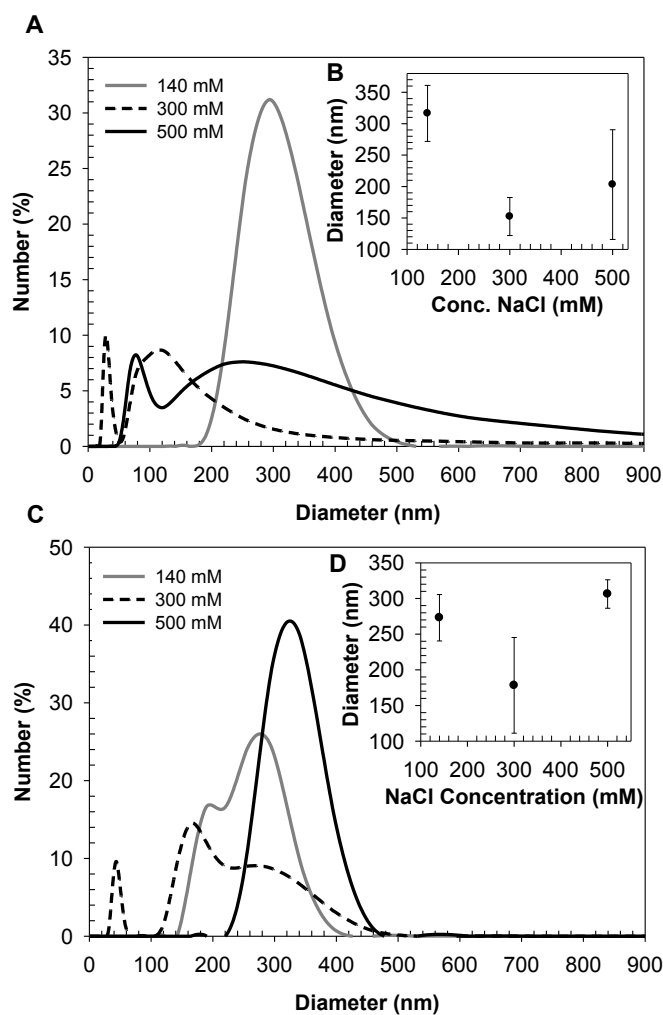 A
35
30
25
20
15
10
5
0
Number (%)
140 mM
300 mM
500 mM
0 100 200 300 400 500 600 700 800 900
Diameter (nm)
B
350
300
250
200
150
100
Diameter (nm)
100 200 300 400 500
Conc. NaCl (mM)
C
50
40
30
20
10
0
Number (%)
140 mM
300 mM
500 mM
0 100 200 300 400 500 600 700 800 900
Diameter (nm)
D
350
300
250
200
150
100
Diameter (nm)
100 200 300 400 500
NaCl Concentration (mM)